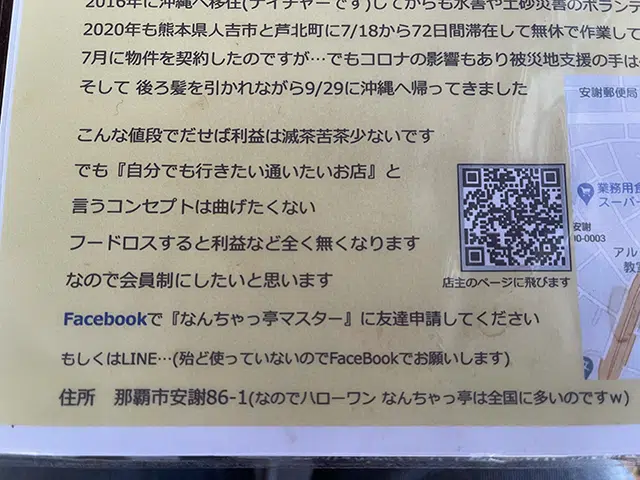 2016年に沖縄へ移住(ナイチャーです)してからも水害や土砂災害のボランテ
2020年も熊本県人吉市と芦北町に7/18から72日間滞在して無休で作業して
7月に物件を契約したのですが…でもコロナの影響もあり被災地支援の手は
そして 後ろ髪を引かれながら9/29に沖縄へ帰ってきました
こんな値段でだせば利益は滅茶苦茶少ないです
でも『自分でも行きたい通いたいお店』と
言うコンセプトは曲げたくない
フードロスすると利益など全く無くなります
なので会員制にしたいと思います
Facebookで『なんちゃっ亭マスター』に友達申請してください
もしくはLINE…(殆ど使っていないのでFaceBookでお願いします)
住所 那覇市安謝86-1(なのでハローワン なんちゃっ亭は全国に多いのですw)
店主のページに飛びます
安謝郵便局
業務用食
スーパー
安謝
00-0003
アル
教室